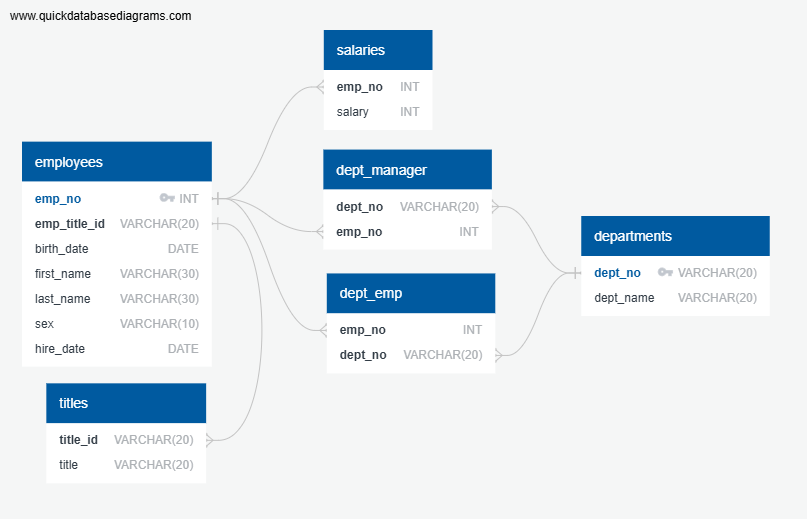 www.quickdatabasediagrams.com
salaries
emp_no INT
salary INT
employees
emp_no INT
emp_title_id VARCHAR(20)
birth_date DATE
first_name VARCHAR(30)
last_name VARCHAR(30)
sex VARCHAR(10)
hire_date DATE
dept_manager
dept_no VARCHAR(20)
emp_no INT
departments
dept_no VARCHAR(20)
dept_name VARCHAR(20)
dept_emp
emp_no INT
dept_no VARCHAR(20)
titles
title_id VARCHAR(20)
title VARCHAR(20)